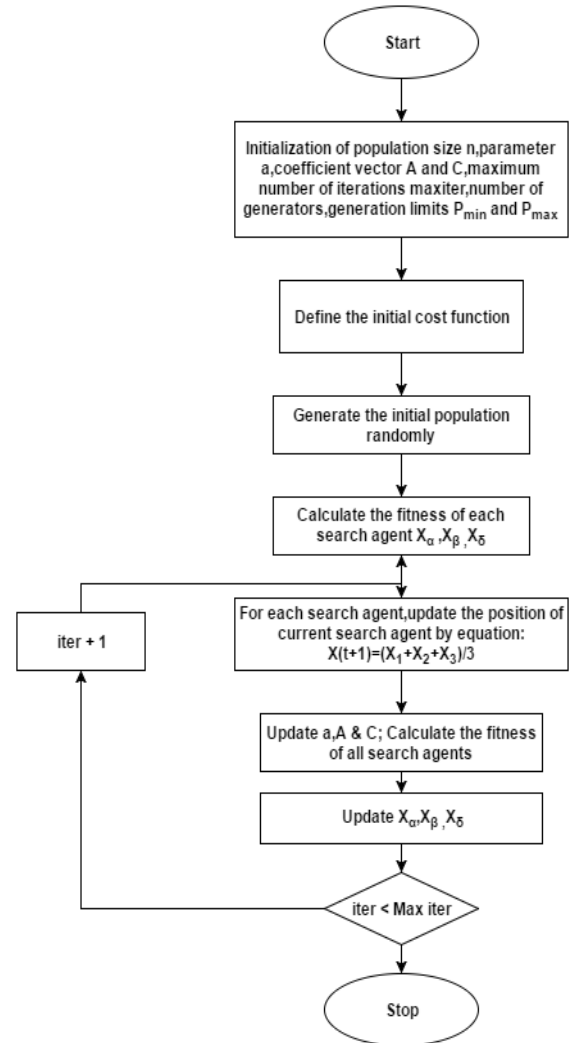 Start
Initialization of population size n,parameter
a,coefficient vector A and C,maximum
number of iterations maxiter,number of
generators,generation limits Pmin and Pmax
Define the initial cost function
Generate the initial population
randomly
Calculate the fitness of each
search agent Xα ,Xβ ,Xδ
For each search agent,update the position of
current search agent by equation:
X(t+1)=(X1+X2+X3)/3
iter + 1
Update a,A & C; Calculate the fitness
of all search agents
Update Xα,Xβ ,Xδ
iter < Max iter
Stop